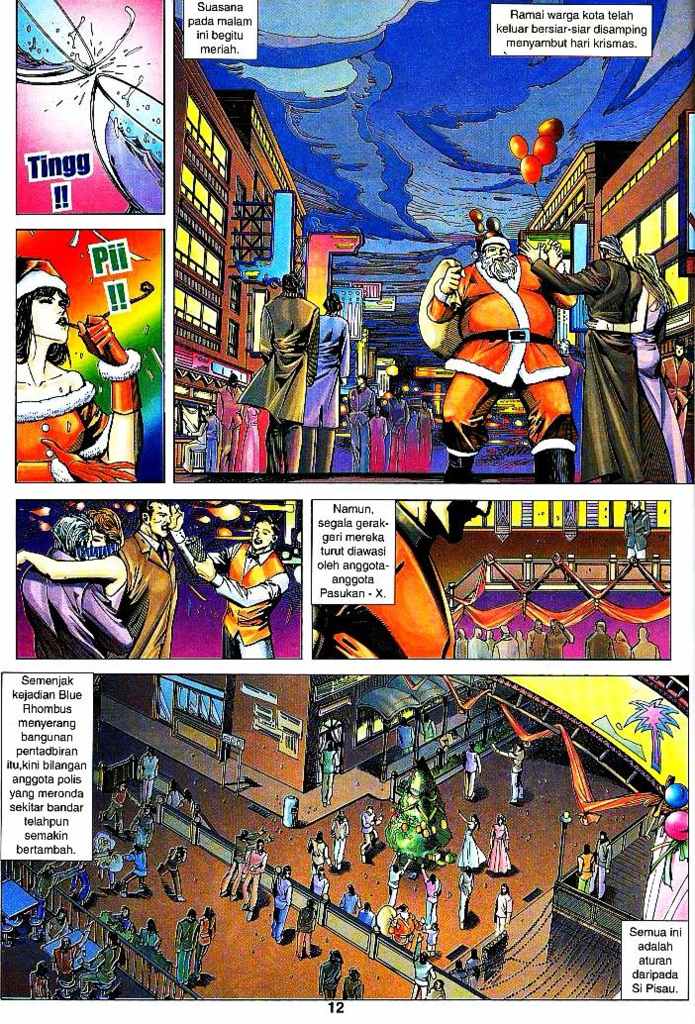 Tingg
!!
Suasana
pada malam
ini begitu
meriah.
Ramai warga kota telah
keluar bersiar-siar disamping
menyambut hari krismas.
Pii
!!
Namun,
segala gerak-
geri mereka
turut diawasi
oleh anggota-
anggota
Pasukan - X.
Semenjak
kejadian Blue
Rhombus
menyerang
bangunan
pentadbiran
itu,kini bilangan
anggota polis
yang meronda
sekitar bandar
telahpun
semakin
bertambah.
Semua ini
adalah
aturan
daripada
Si Pisau.
12